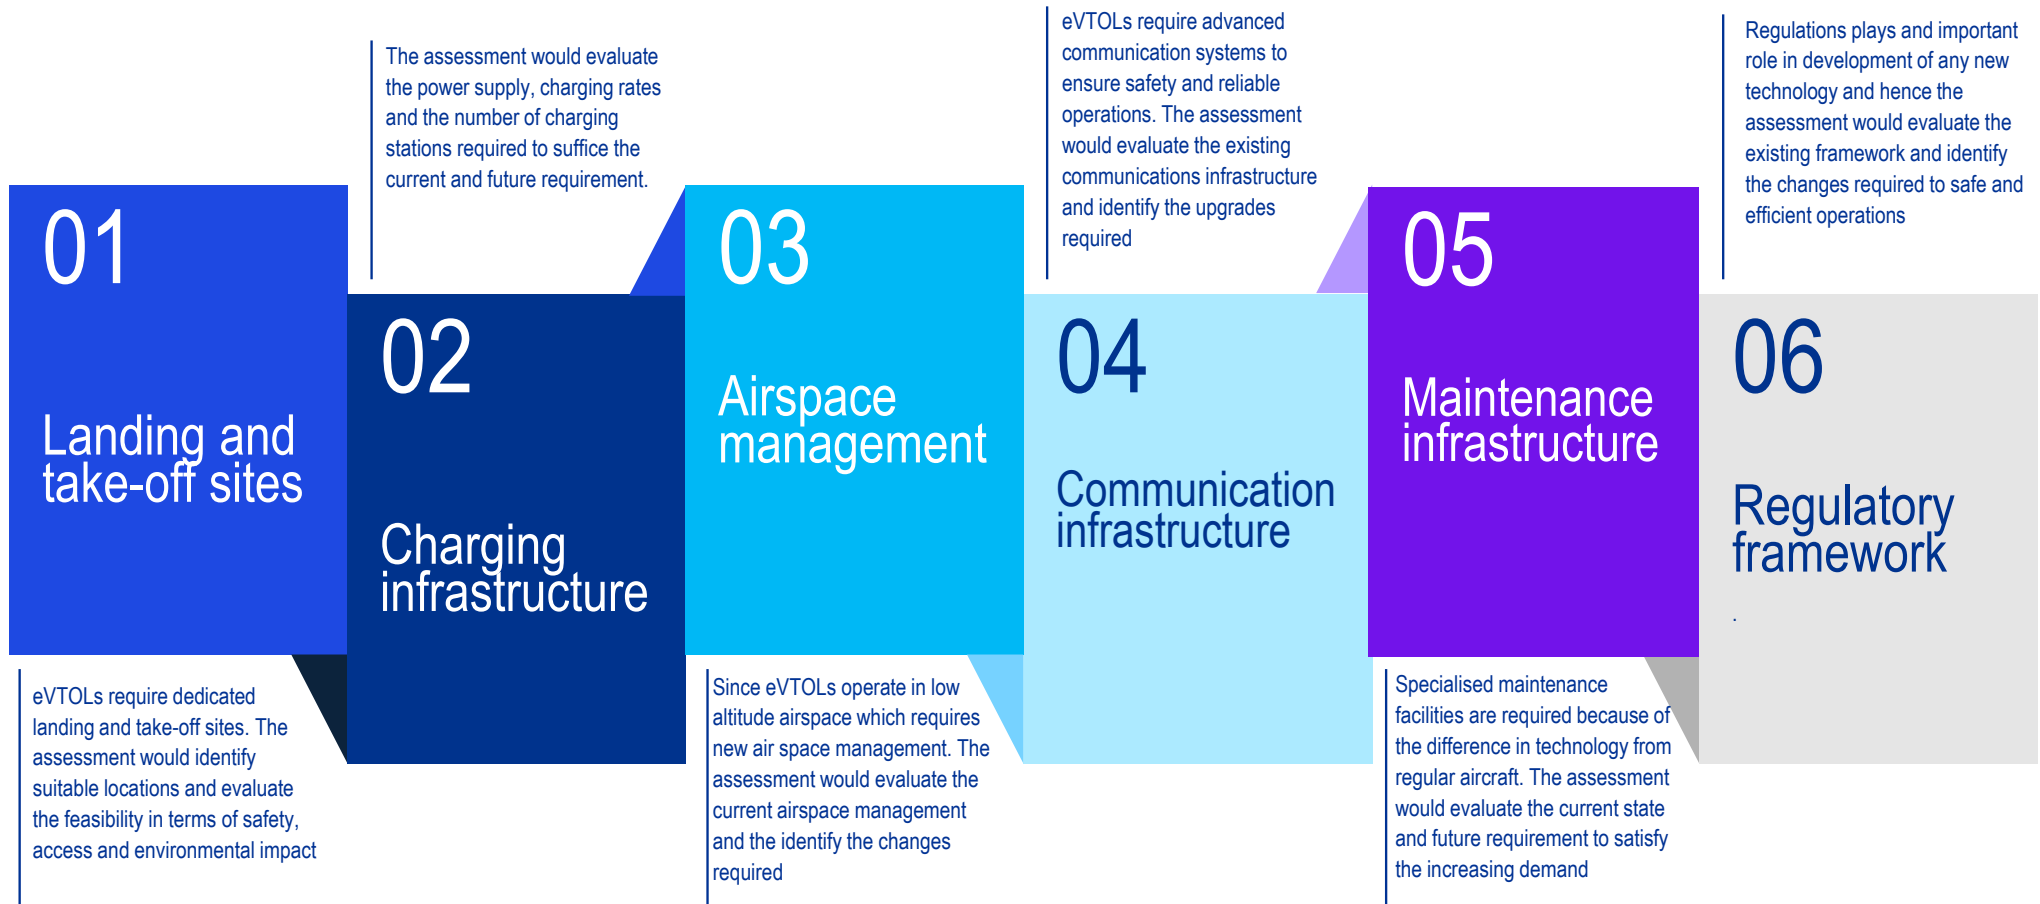 01
Landing and
take-off sites
eVTOLs require dedicated
landing and take-off sites. The
assessment would identify
suitable locations and evaluate
the feasibility in terms of safety,
access and environmental impact
The assessment would evaluate
the power supply, charging rates
and the number of charging
stations required to suffice the
current and future requirement.
02
Charging
infrastructure
03
Airspace
management
Since eVTOLs operate in low
altitude airspace which requires
new air space management. The
assessment would evaluate the
current airspace management
and the identify the changes
required
eVTOLs require advanced
communication systems to
ensure safety and reliable
operations. The assessment
would evaluate the existing
communications infrastructure
and identify the upgrades
required
04
Communication
infrastructure
05
Maintenance
infrastructure
Specialised maintenance
facilities are required because of
the difference in technology from
regular aircraft. The assessment
would evaluate the current state
and future requirement to satisfy
the increasing demand
Regulations plays and important
role in development of any new
technology and hence the
assessment would evaluate the
existing framework and identify
the changes required to safe and
efficient operations
06
Regulatory
framework
.